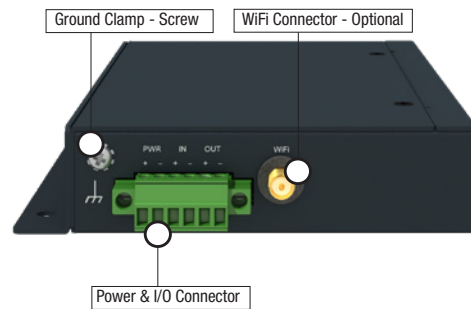 Ground Clamp - Screw
WiFi Connector - Optional
PWR IN OUT WiFi
+ - + - + -
Power & I/O Connector